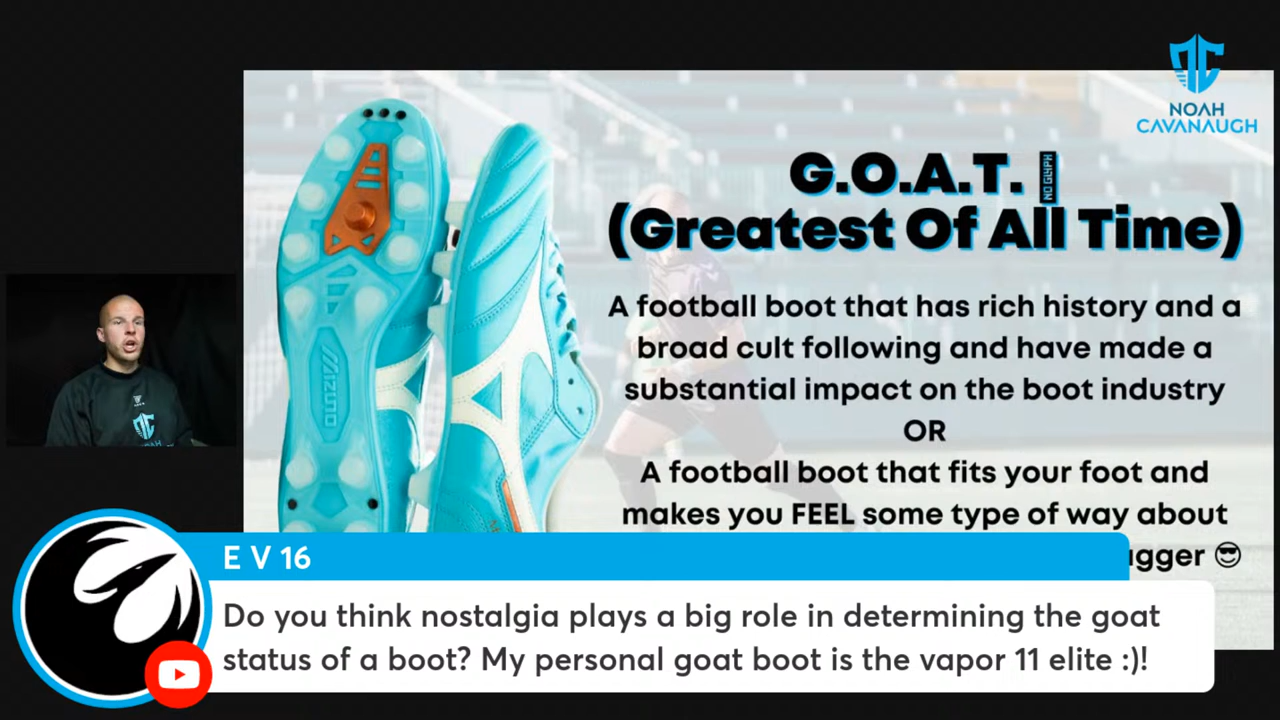 NOAH
CAVANAUGH
G.O.A.T. NO GLYPH
(Greatest Of All Time)
A football boot that has rich history and a
broad cult following and have made a
substantial impact on the boot industry
OR
A football boot that fits your foot and
makes you FEEL some type of way about
😎
MIZUNO
NOAH
E V 16
Do you think nostalgia plays a big role in determining the goat
status of a boot? My personal goat boot is the vapor 11 elite :)!